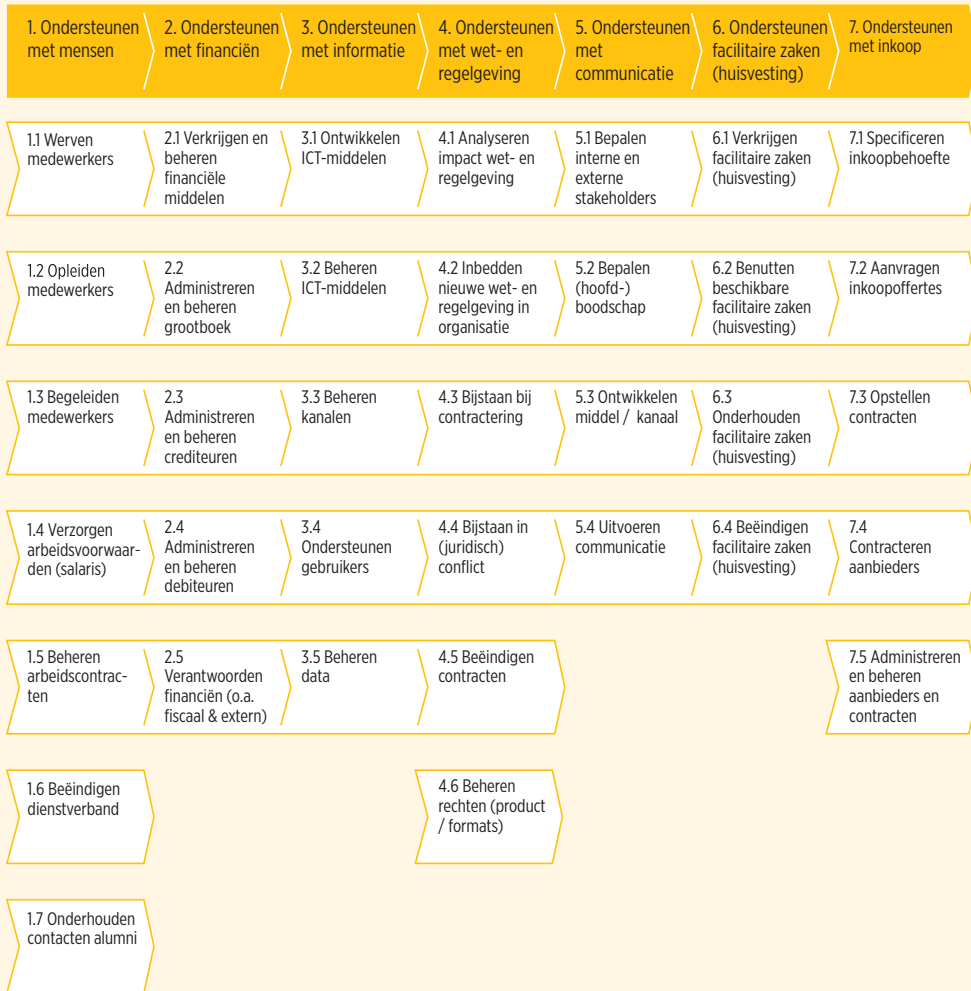 1. Ondersteunen
met mensen
2. Ondersteunen
met financiën
3. Ondersteunen
met informatie
4. Ondersteunen
met wet- en
regelgeving
5. Ondersteunen
met
communicatie
6. Ondersteunen
facilitaire zaken
(huisvesting)
7. Ondersteunen
met inkoop
1.1 Werven
medewerkers
2.1 Verkrijgen en
beheren
financiële
middelen
3.1 Ontwikkelen
ICT-middelen
4.1 Analyseren
impact wet- en
regelgeving
5.1 Bepalen
interne en
externe
stakeholders
6.1 Verkrijgen
facilitaire zaken
(huisvesting)
7.1 Specificeren
inkoopbehoefte
1.2 Opleiden
medewerkers
2.2
Administreren
en beheren
grootboek
3.2 Beheren
ICT-middelen
4.2 Inbedden
nieuwe wet- en
regelgeving in
organisatie
5.2 Bepalen
(hoofd-)
boodschap
6.2 Benutten
beschikbare
facilitaire zaken
(huisvesting)
7.2 Aanvragen
inkoopoffertes
1.3 Begeleiden
medewerkers
2.3
Administreren
en beheren
crediteuren
3.3 Beheren
kanalen
4.3 Bijstaan bij
contractering
5.3 Ontwikkelen
middel / kanaal
6.3
Onderhouden
facilitaire zaken
(huisvesting)
7.3 Opstellen
contracten
1.4 Verzorgen
arbeidsvoorwaar-
den (salaris)
2.4
Administreren
en beheren
debiteuren
3.4
Ondersteunen
gebruikers
4.4 Bijstaan in
(juridisch)
conflict
5.4 Uitvoeren
communicatie
6.4 Beëindigen
facilitaire zaken
(huisvesting)
7.4
Contracteren
aanbieders
1.5 Beheren
arbeidscontrac-
ten
2.5
Verantwoorden
financiën (o.a.
fiscaal & extern)
3.5 Beheren
data
4.5 Beëindigen
contracten
7.5 Administreren
en beheren
aanbieders en
contracten
1.6 Beëindigen
dienstverband
4.6 Beheren
rechten (product
/ formats)
1.7 Onderhouden
contacten alumni